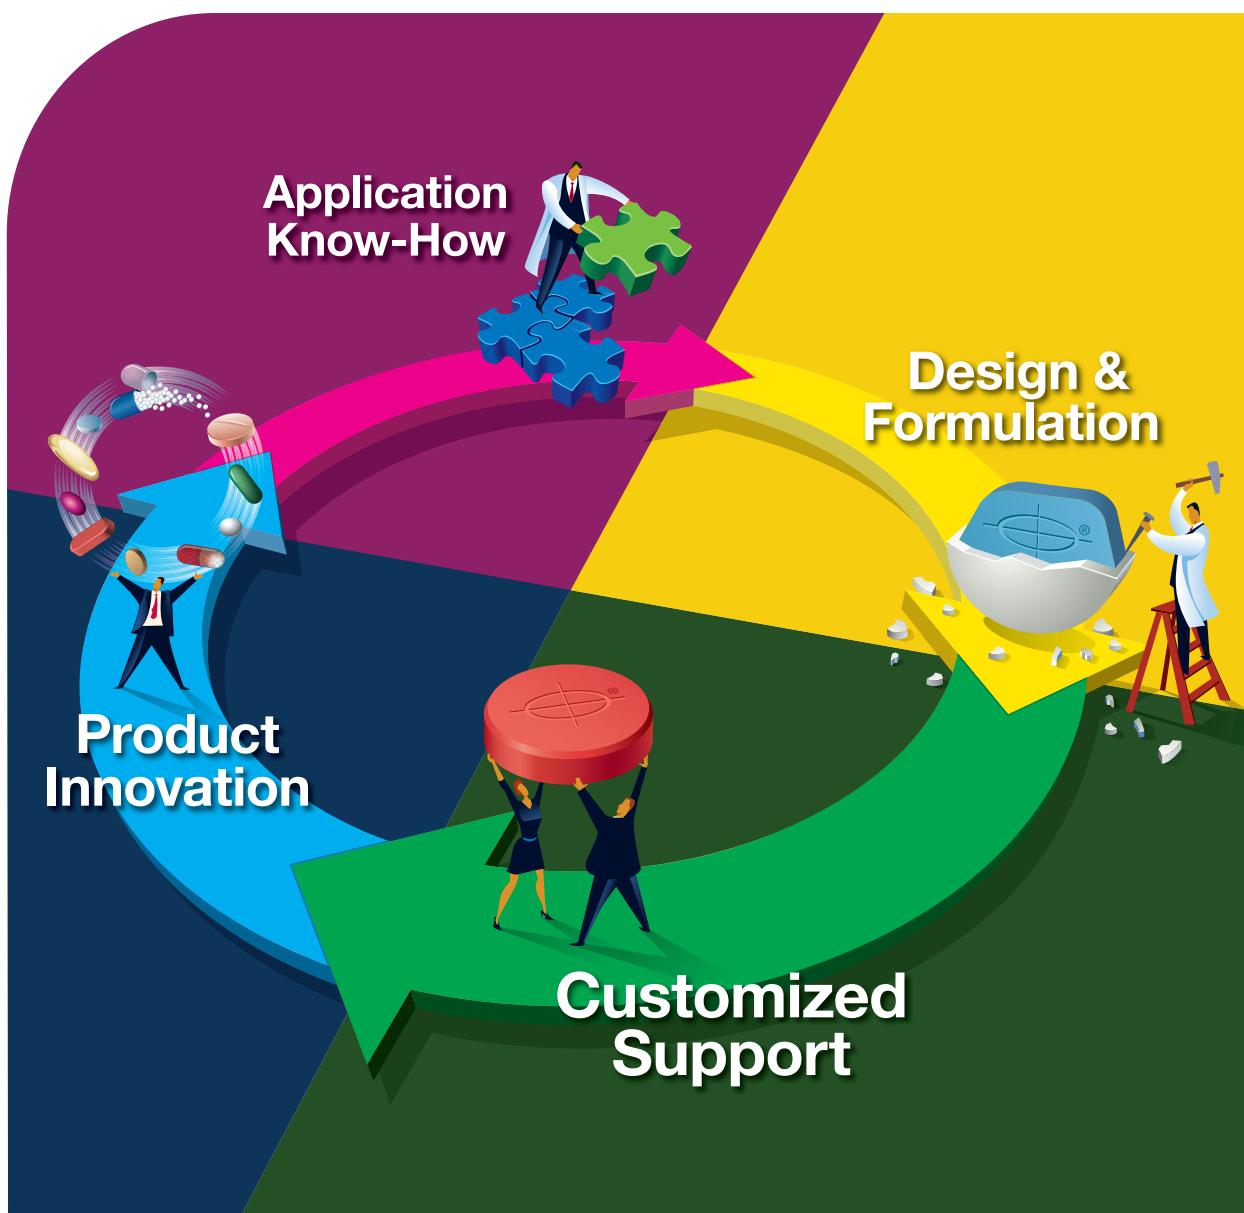 Application
Know-How
Design &
Formulation
®
®
Product
Innovation
Customized
Support